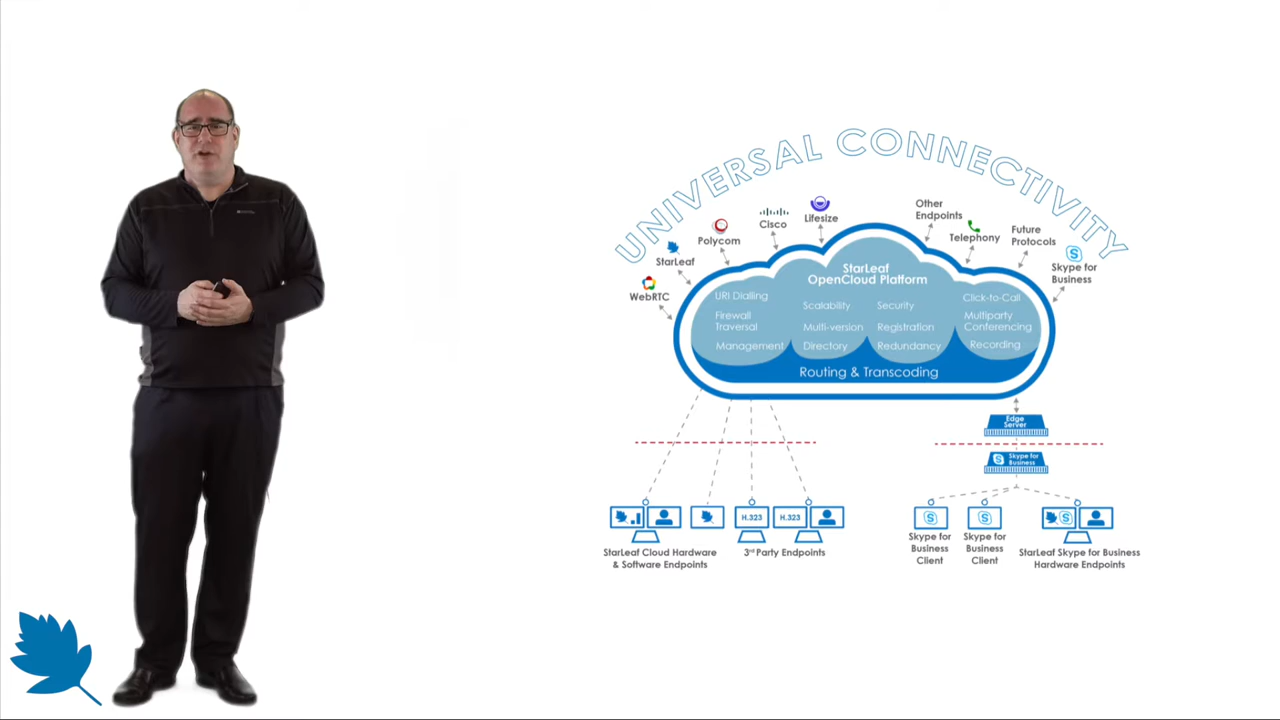 UNIVERSAL CONNECTIVITY
WebRTC
StarLeaf
Polycom
Cisco
Lifesize
Other
Endpoints
Telephony
Future
Protocols
Skype for
Business
StarLeaf
OpenCloud Platform
URI Dialling
Firewall
Traversal
Management
Scalability
Multi-version
Directory
Security
Registration
Redundancy
Click-to-Call
Multiparty
Conferencing
Recording
Routing & Transcoding
Edge
Server
Skype for
Business
H.323
H.323
StarLeaf Cloud Hardware
& Software Endpoints
3rd Party Endpoints
Skype for
Business
Client
Skype for
Business
Client
StarLeaf Skype for Business
Hardware Endpoints